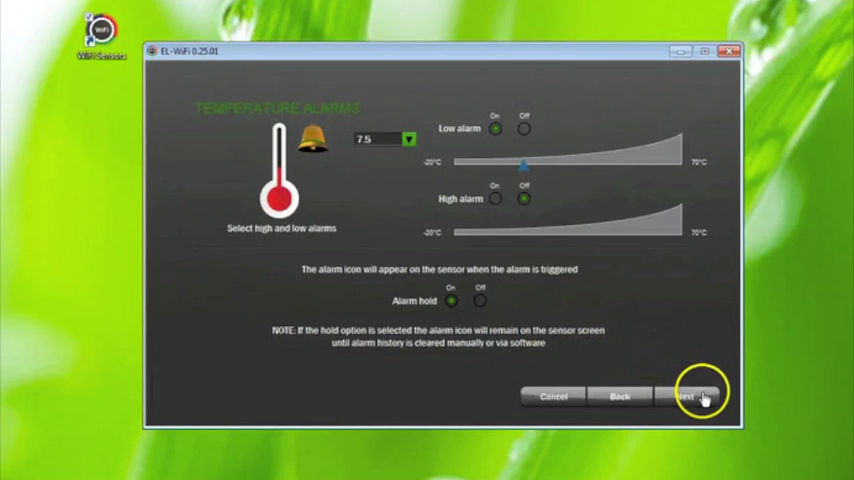 WiFi
WiFi Sensors
EL-WiFi 0.25.01
TEMPERATURE ALARMS
7.5
On Off
Low alarm
-20°C 70°C
On Off
High alarm
-20°C 70°C
Select high and low alarms
The alarm icon will appear on the sensor when the alarm is triggered
On Off
Alarm hold
NOTE: If the hold option is selected the alarm icon will remain on the sensor screen
until alarm history is cleared manually or via software
Cancel Back Next